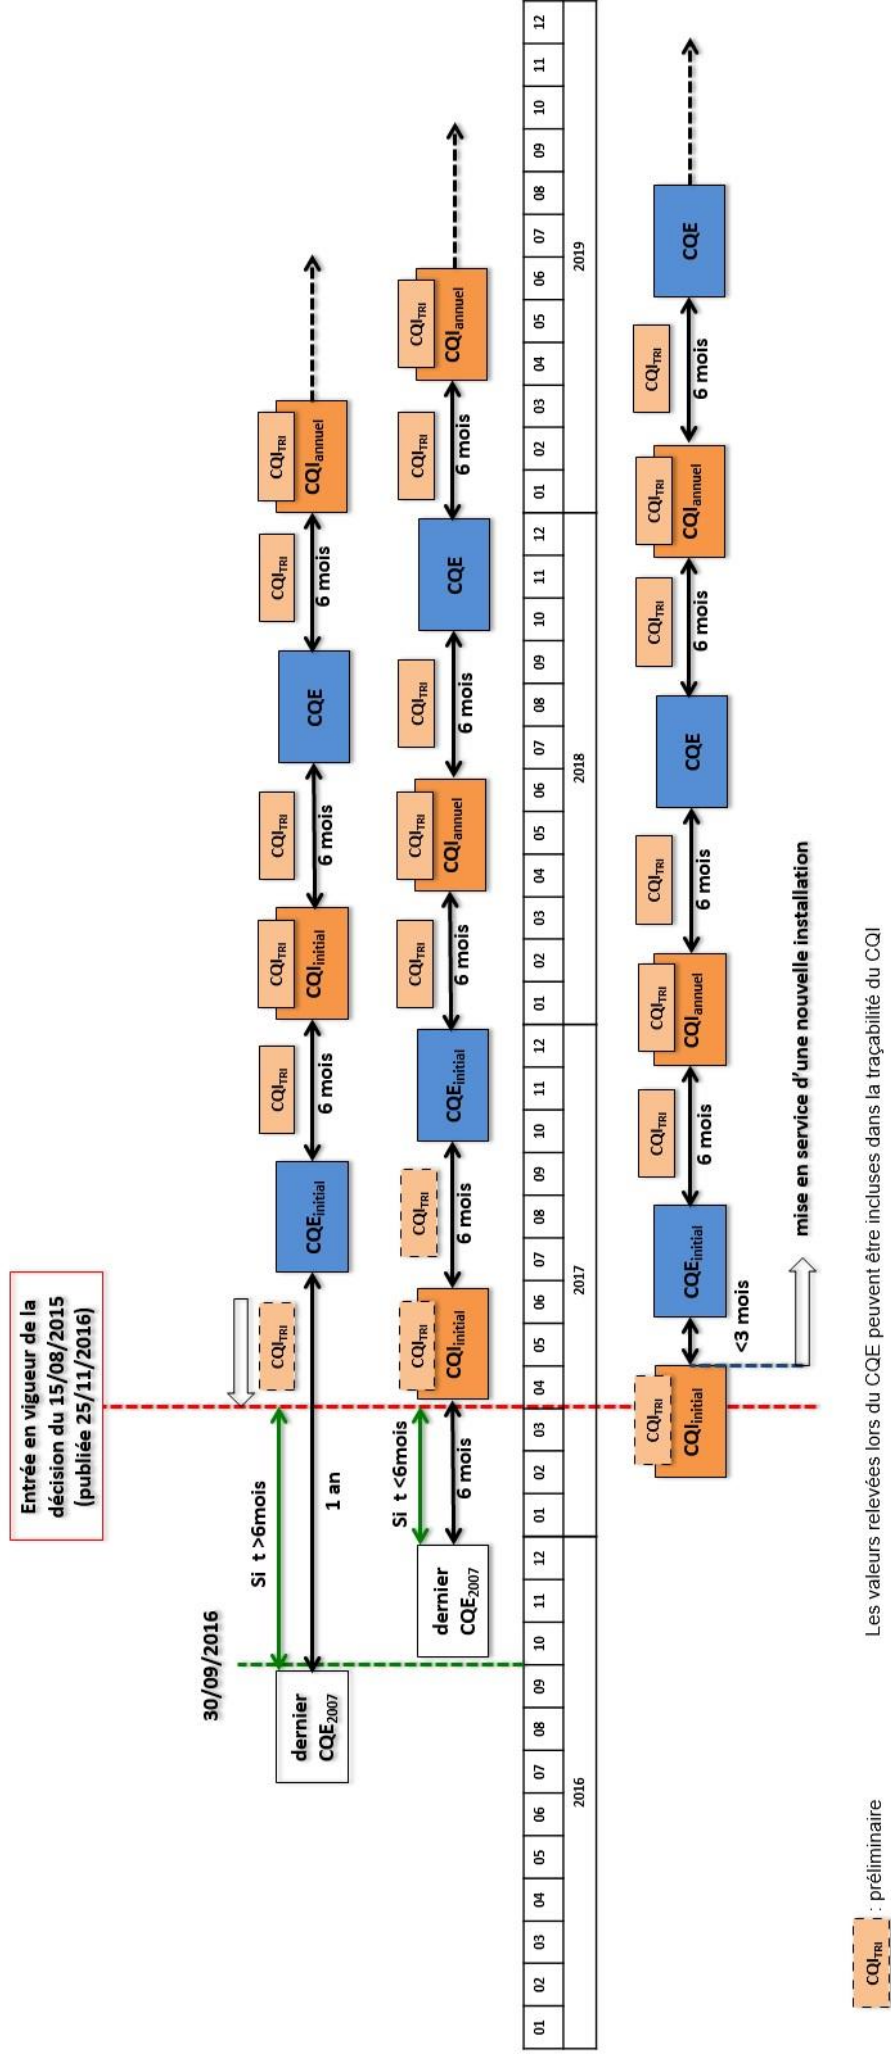 Entrée en vigueur de la
décision du 15/08/2015
(publiée 25/11/2016)
30/09/2016
dernier
CQE2007
Si t >6mois
1 an
CQITRI
CQEinitial
CQITRI
6 mois
CQITRI
CQIinitial
CQITRI
6 mois
CQE
CQITRI
6 mois
CQITRI
CQIannuel
dernier
CQE2007
Si t <6mois
6 mois
CQITRI
CQIinitial
CQITRI
6 mois
CQEinitial
CQITRI
6 mois
CQITRI
CQIannuel
CQITRI
6 mois
CQE
CQITRI
6 mois
CQITRI
CQIannuel
01 02 03 04 05 06 07 08 09 10 11 12 01 02 03 04 05 06 07 08 09 10 11 12 01 02 03 04 05 06 07 08 09 10 11 12 01 02 03 04 05 06 07 08 09 10 11 12
2016 2017 2018 2019
CQITRI
CQIinitial
<3 mois
CQEinitial
CQITRI
6 mois
CQITRI
CQIannuel
CQITRI
6 mois
CQE
CQITRI
6 mois
CQITRI
CQIannuel
CQITRI
6 mois
CQE
mise en service d'une nouvelle installation
CQITRI : préliminaire
Les valeurs relevées lors du CQE peuvent être incluses dans la traçabilité du CQI